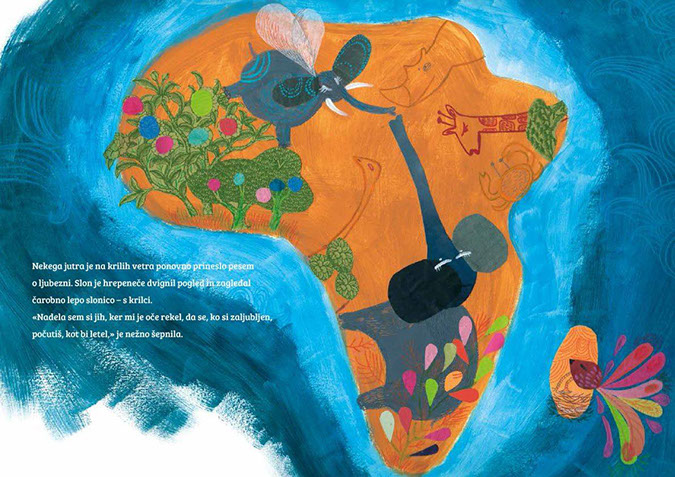 Nekega jutra je na krilih vetra ponovno prineslo pesem
o ljubezni. Slon je hrepeneče dvignil pogled in zagledal
čarobno lepo slonico – s krilci.
«Nadela sem si jih, ker mi je oče rekel, da se, ko si zaljubljen,
počutiš, kot bi letel,» je nežno šepnila.